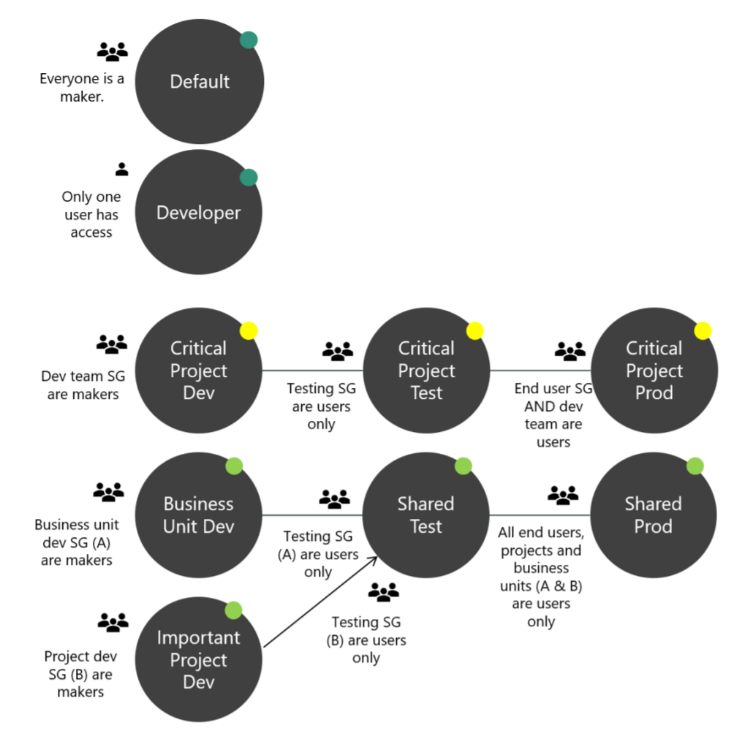 Everyone is a
maker.
Default
Only one
user has
access
Developer
Dev team SG
are makers
Critical
Project
Dev
Testing SG
are users
only
Critical
Project
Test
End user SG
AND dev
team are
users
Critical
Project
Prod
Business unit
dev SG (A)
are makers
Business
Unit Dev
Testing SG
(A) are users
only
Shared
Test
All end users,
projects and
business
units (A & B)
are users
only
Shared
Prod
Project dev
SG (B) are
makers
Important
Project
Dev
Testing SG
(B) are users
only